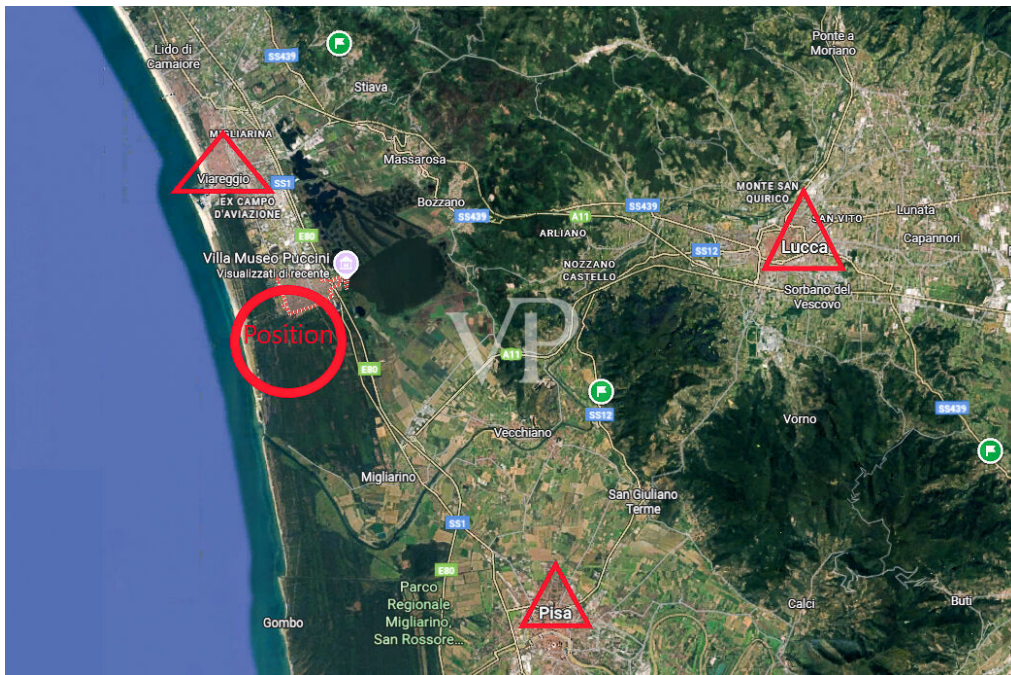 Ponte a
Moriano
Lido di
Camaiore
SS439
Stiava
MIGLIARINA
Massarosa
Viareggio
SS1
EX CAMPO
D'AVIAZIONE
Bozzano
SS439
A11
SS439
MONTE SAN
QUIRICO
SAN VITO
Lunata
Capannori
E80
ARLIANO
SS12
Lucca
Villa Museo Puccini
Visualizzati di recente
NOZZANO
CASTELLO
Sorbano del
Vescovo
Position
VP
A11
E80
SS12
SS439
Vorno
Vecchiano
Migliarino
San Giuliano
Terme
SS1
E80
Parco
Regionale
Migliarino,
San Rossore...
Pisa
Gombo
Calci
Buti